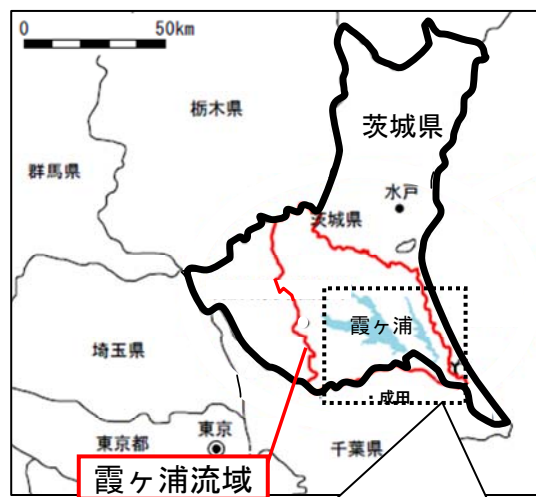 0 50km
栃木県
茨城県
群馬県
水戸
茨城県
霞ヶ浦
埼玉県
成田
東京都
東京
千葉県
霞ヶ浦流域